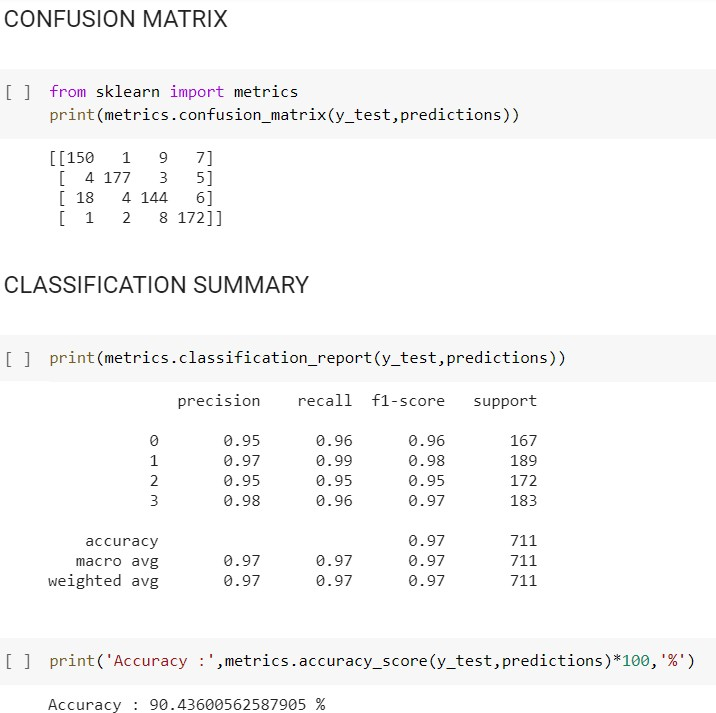 CONFUSION MATRIX
[ ] from sklearn import metrics
print(metrics.confusion_matrix(y_test,predictions))
[[150   1   9   7]
 [  4 177   3   5]
 [ 18   4 144   6]
 [  1   2   8 172]]
CLASSIFICATION SUMMARY
[ ] print(metrics.classification_report(y_test,predictions))
precision recall f1-score support
0 0.95 0.96 0.96 167
1 0.97 0.99 0.98 189
2 0.95 0.95 0.95 172
3 0.98 0.96 0.97 183
accuracy 0.97 711
macro avg 0.97 0.97 0.97 711
weighted avg 0.97 0.97 0.97 711
[ ] print('Accuracy :',metrics.accuracy_score(y_test,predictions)*100,'%')
Accuracy : 90.43600562587905 %